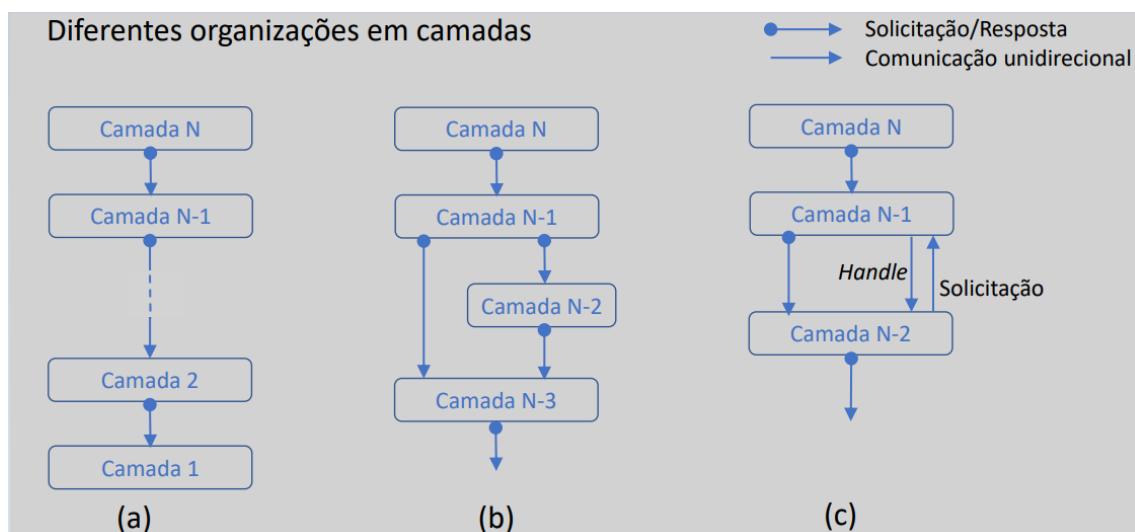 Diferentes organizações em camadas
Solicitação/Resposta
Comunicação unidirecional
Camada N
Camada N-1
Camada 2
Camada 1
(a)
Camada N
Camada N-1
Camada N-2
Camada N-3
(b)
Camada N
Camada N-1
Handle
Solicitação
Camada N-2
(c)